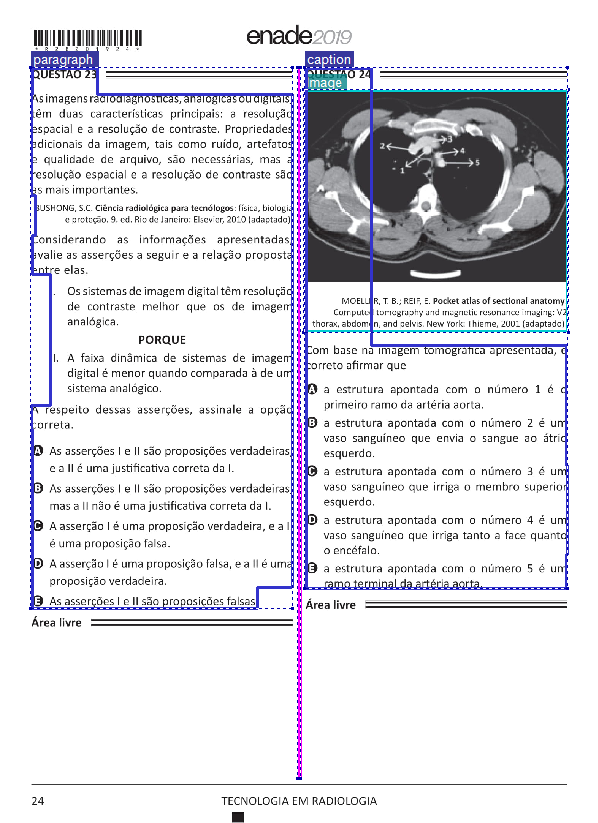 enade2019
paragraph
QUESTÃO 23
As imagens radiodiagnósticas, analógicas ou digitais,
têm duas características principais: a resolução
espacial e a resolução de contraste. Propriedades
adicionais da imagem, tais como ruído, artefatos
e qualidade de arquivo, são necessárias, mas a
resolução espacial e a resolução de contraste são
as mais importantes.
BUSHONG, S.C. Ciência radiológica para tecnólogos: física, biologia
e proteção. 9. ed. Rio de Janeiro: Elsevier, 2010 (adaptado).
Considerando as informações apresentadas,
avalie as asserções a seguir e a relação proposta
entre elas.
I. Os sistemas de imagem digital têm resolução
de contraste melhor que os de imagem
analógica.
PORQUE
II. A faixa dinâmica de sistemas de imagem
digital é menor quando comparada à de um
sistema analógico.
A respeito dessas asserções, assinale a opção
correta.
A As asserções I e II são proposições verdadeiras,
e a II é uma justificativa correta da I.
B As asserções I e II são proposições verdadeiras,
mas a II não é uma justificativa correta da I.
C A asserção I é uma proposição verdadeira, e a II
é uma proposição falsa.
D A asserção I é uma proposição falsa, e a II é uma
proposição verdadeira.
E As asserções I e II são proposições falsas.
Área livre
caption
QUESTÃO 24
image
1
2
3
4
5
MOELLER, T. B.; REIF, E. Pocket atlas of sectional anatomy.
Computed tomography and magnetic resonance imaging: V2
thorax, abdomen, and pelvis. New York: Thieme, 2001 (adaptado).
Com base na imagem tomográfica apresentada, é
correto afirmar que
A a estrutura apontada com o número 1 é o
primeiro ramo da artéria aorta.
B a estrutura apontada com o número 2 é um
vaso sanguíneo que envia o sangue ao átrio
esquerdo.
C a estrutura apontada com o número 3 é um
vaso sanguíneo que irriga o membro superior
esquerdo.
D a estrutura apontada com o número 4 é um
vaso sanguíneo que irriga tanto a face quanto
o encéfalo.
E a estrutura apontada com o número 5 é um
ramo terminal da artéria aorta.
Área livre
24
TECNOLOGIA EM RADIOLOGIA